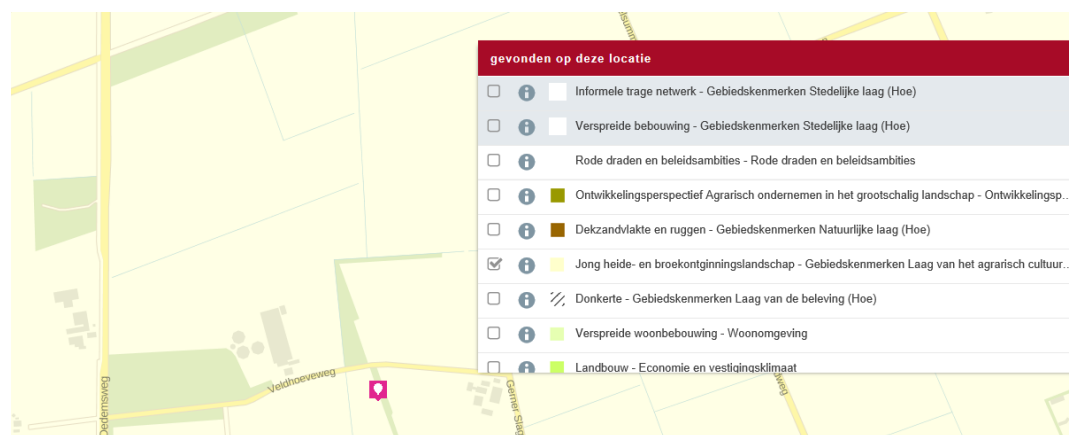 gevonden op deze locatie
Informele trage netwerk - Gebiedskenmerken Stedelijke laag (Hoe)
Verspreide bebouwing - Gebiedskenmerken Stedelijke laag (Hoe)
Rode draden en beleidsambities - Rode draden en beleidsambities
Ontwikkelingsperspectief Agrarisch ondernemen in het grootschalig landschap - Ontwikkelingsp...
Dekzandvlakte en ruggen - Gebiedskenmerken Natuurlijke laag (Hoe)
Jong heide- en broekontginningslandschap - Gebiedskenmerken Laag van het agrarisch cultuur...
Donkerte - Gebiedskenmerken Laag van de beleving (Hoe)
Verspreide woonbebouwing - Woonomgeving
Landbouw - Economie en vestigingsklimaat
Veldhoeveweg
Dedemsweg
Gerner Slag